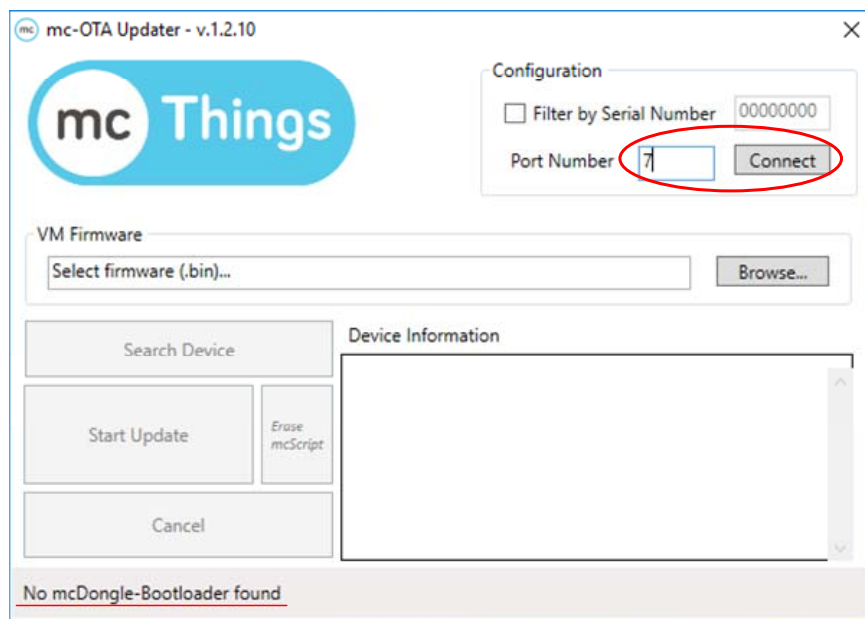 mc mc-OTA Updater - v.1.2.10
mc Things
Configuration
Filter by Serial Number 00000000
Port Number 7 Connect
VM Firmware
Select firmware (.bin)... Browse...
Search Device
Device Information
Start Update
Erase
mcScript
Cancel
No mcDongle-Bootloader found